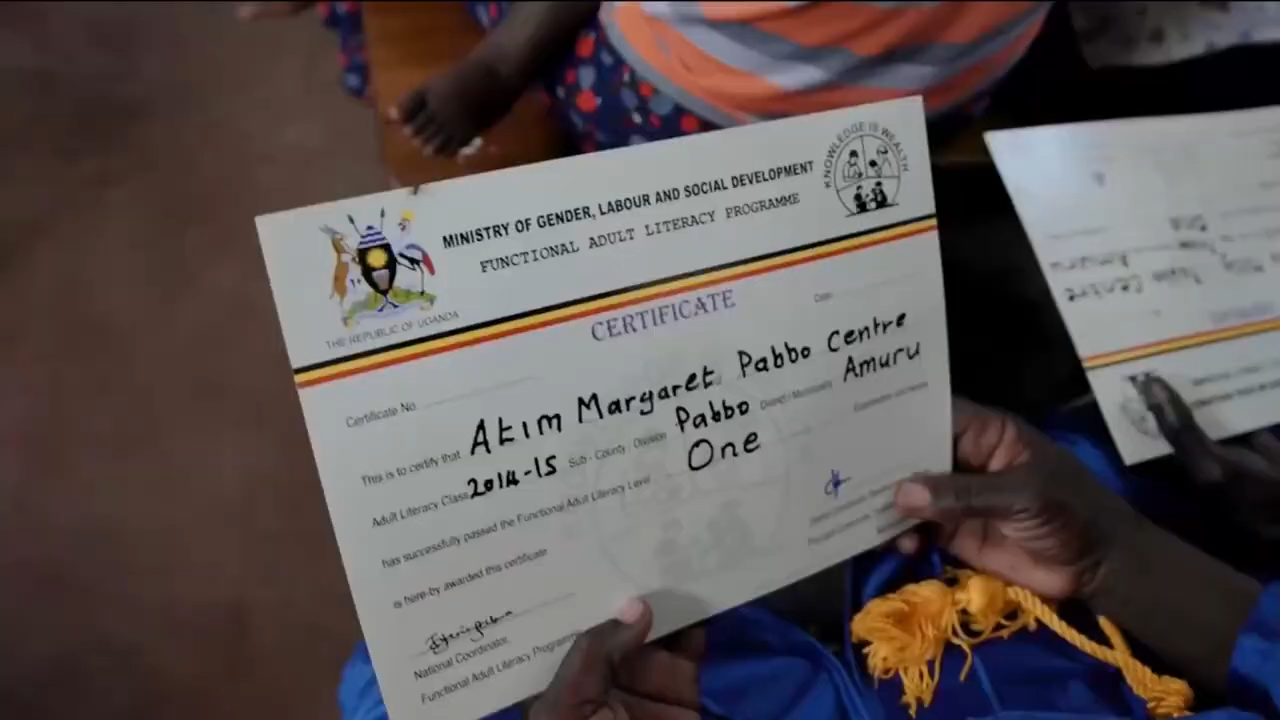 MINISTRY OF GENDER, LABOUR AND SOCIAL DEVELOPMENT
FUNCTIONAL ADULT LITERACY PROGRAMME
KNOWLEDGE IS WEALTH
THE REPUBLIC OF UGANDA
CERTIFICATE
Certificate No.
Date
This is to certify that Akim Margaret Pabbo Centre
Adult Literacy Class 2014-15 Sub - County / Division Pabbo District / Amuru
has successfully passed the Functional Adult Literacy Level One
is here-by awarded this certificate
National Coordinator,
Functional Adult Literacy Programme